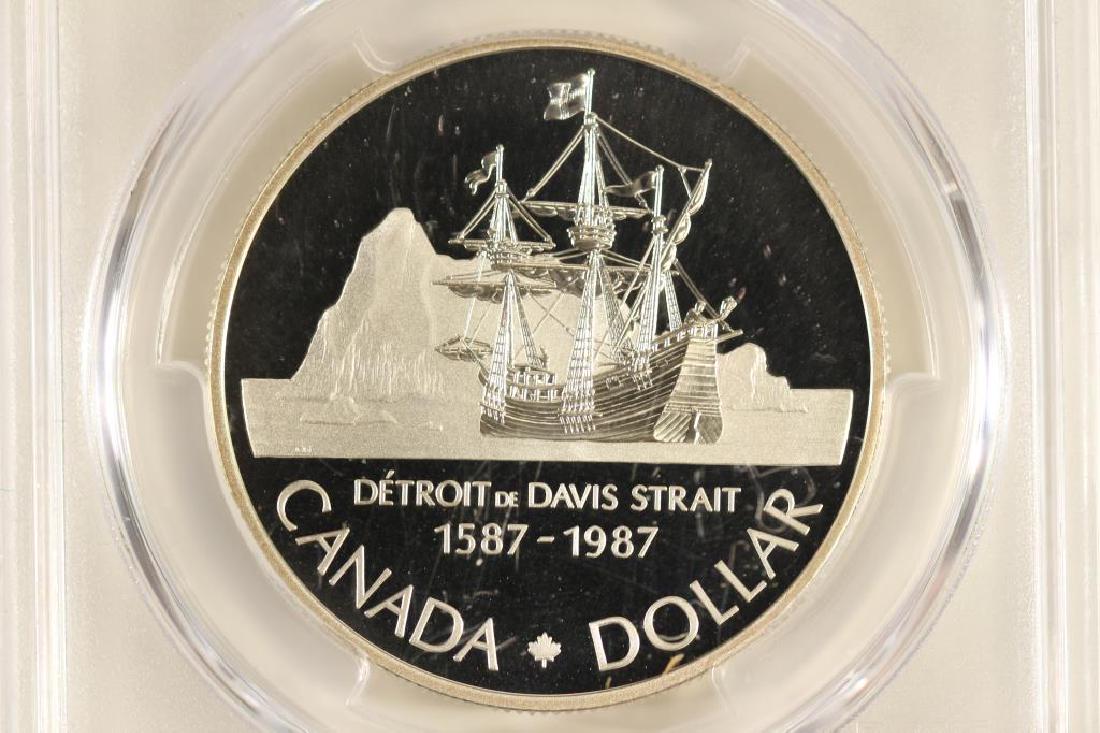 DÉTROIT DE DAVIS STRAIT
1587-1987
CANADA DOLLAR